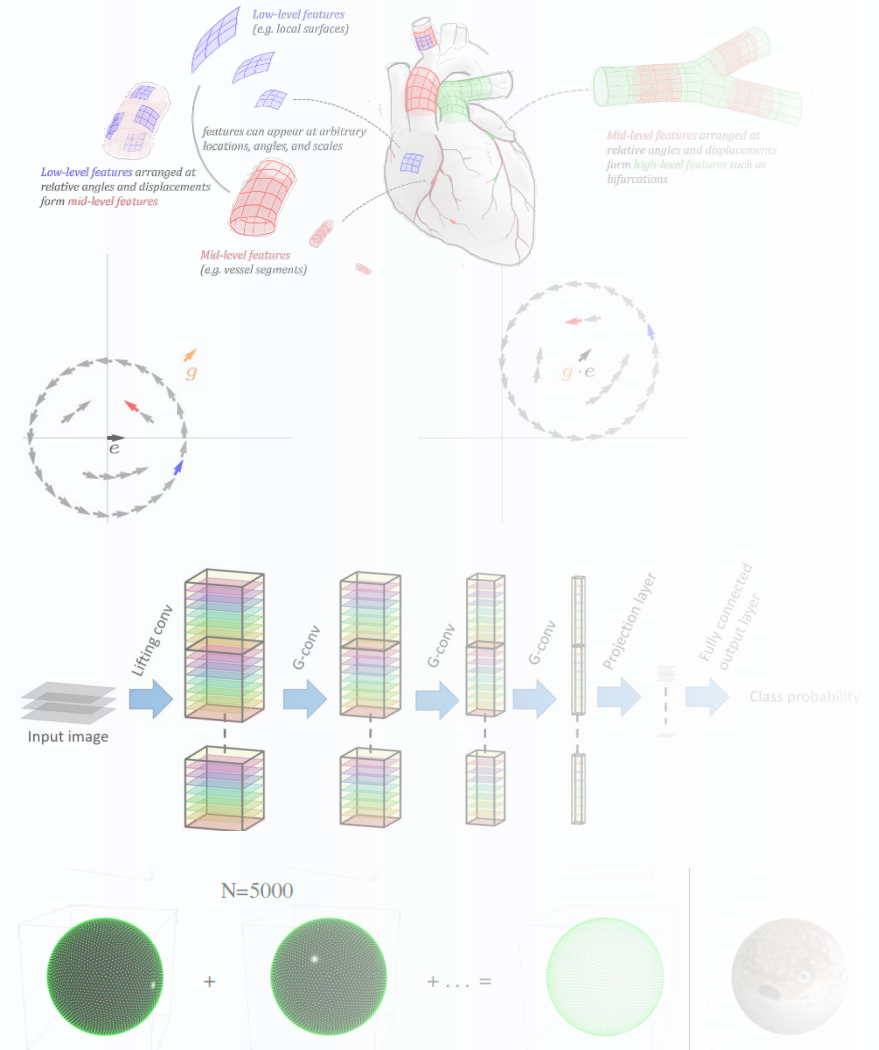 Low-level features
(e.g. local surfaces)
features can appear at arbitrary
locations, angles, and scales
Low-level features arranged at
relative angles and displacements
form mid-level features
Mid-level features
(e.g. vessel segments)
Mid-level features arranged at
relative angles and displacements
form high-level features such as
bifurcations
g
e
g · e
Lifting conv
G-conv
G-conv
G-conv
Projection layer
Fully connected
output layer
Input image
Class probability
N=5000
+
+ . . . =